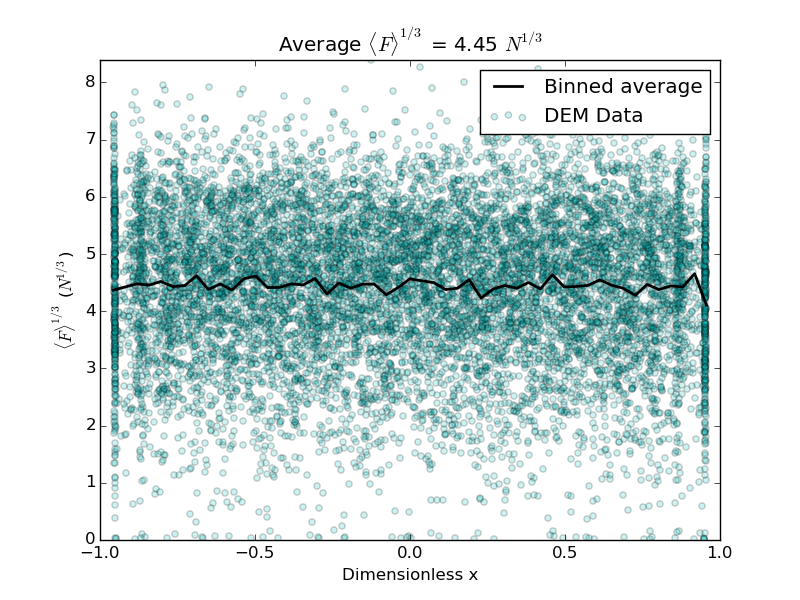 Average ⟨F⟩^1/3 = 4.45 N^1/3
Binned average
DEM Data
⟨F⟩^1/3 (N^1/3)
8
7
6
5
4
3
2
1
0
−1.0 −0.5 0.0 0.5 1.0
Dimensionless x